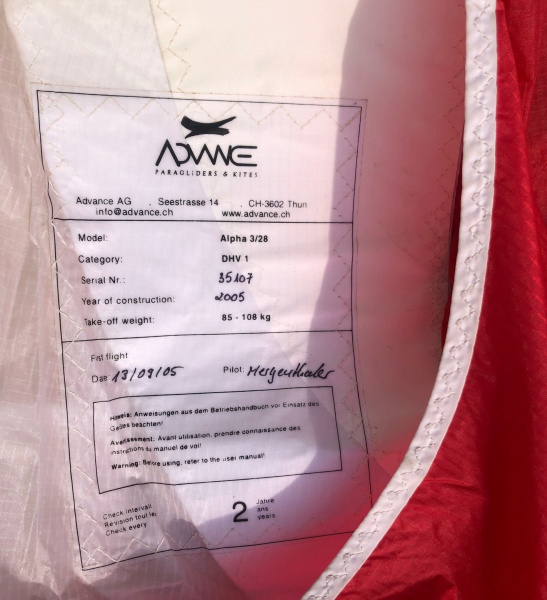 ADVANCE
PARAGLIDERS & KITES
Advance AG . Seestrasse 14 . CH-3602 Thun
info@advance.ch www.advance.ch
Model: Alpha 3/28
Category: DHV 1
Serial Nr.: 35107
Year of construction: 2005
Take-off weight: 85 - 108 kg
First flight
Date: 13/09/05 Pilot: Mergenthaler
Hinweis: Anweisungen aus dem Betriebshandbuch vor Einsatz des
Gerätes beachten!
Avertissement: Avant utilisation, prendre connaissance des
instructions du manuel de vol!
Warning: Before using, refer to the user manual!
Check Intervall
Revision tout les
Check every
2
Jahre
ans
years